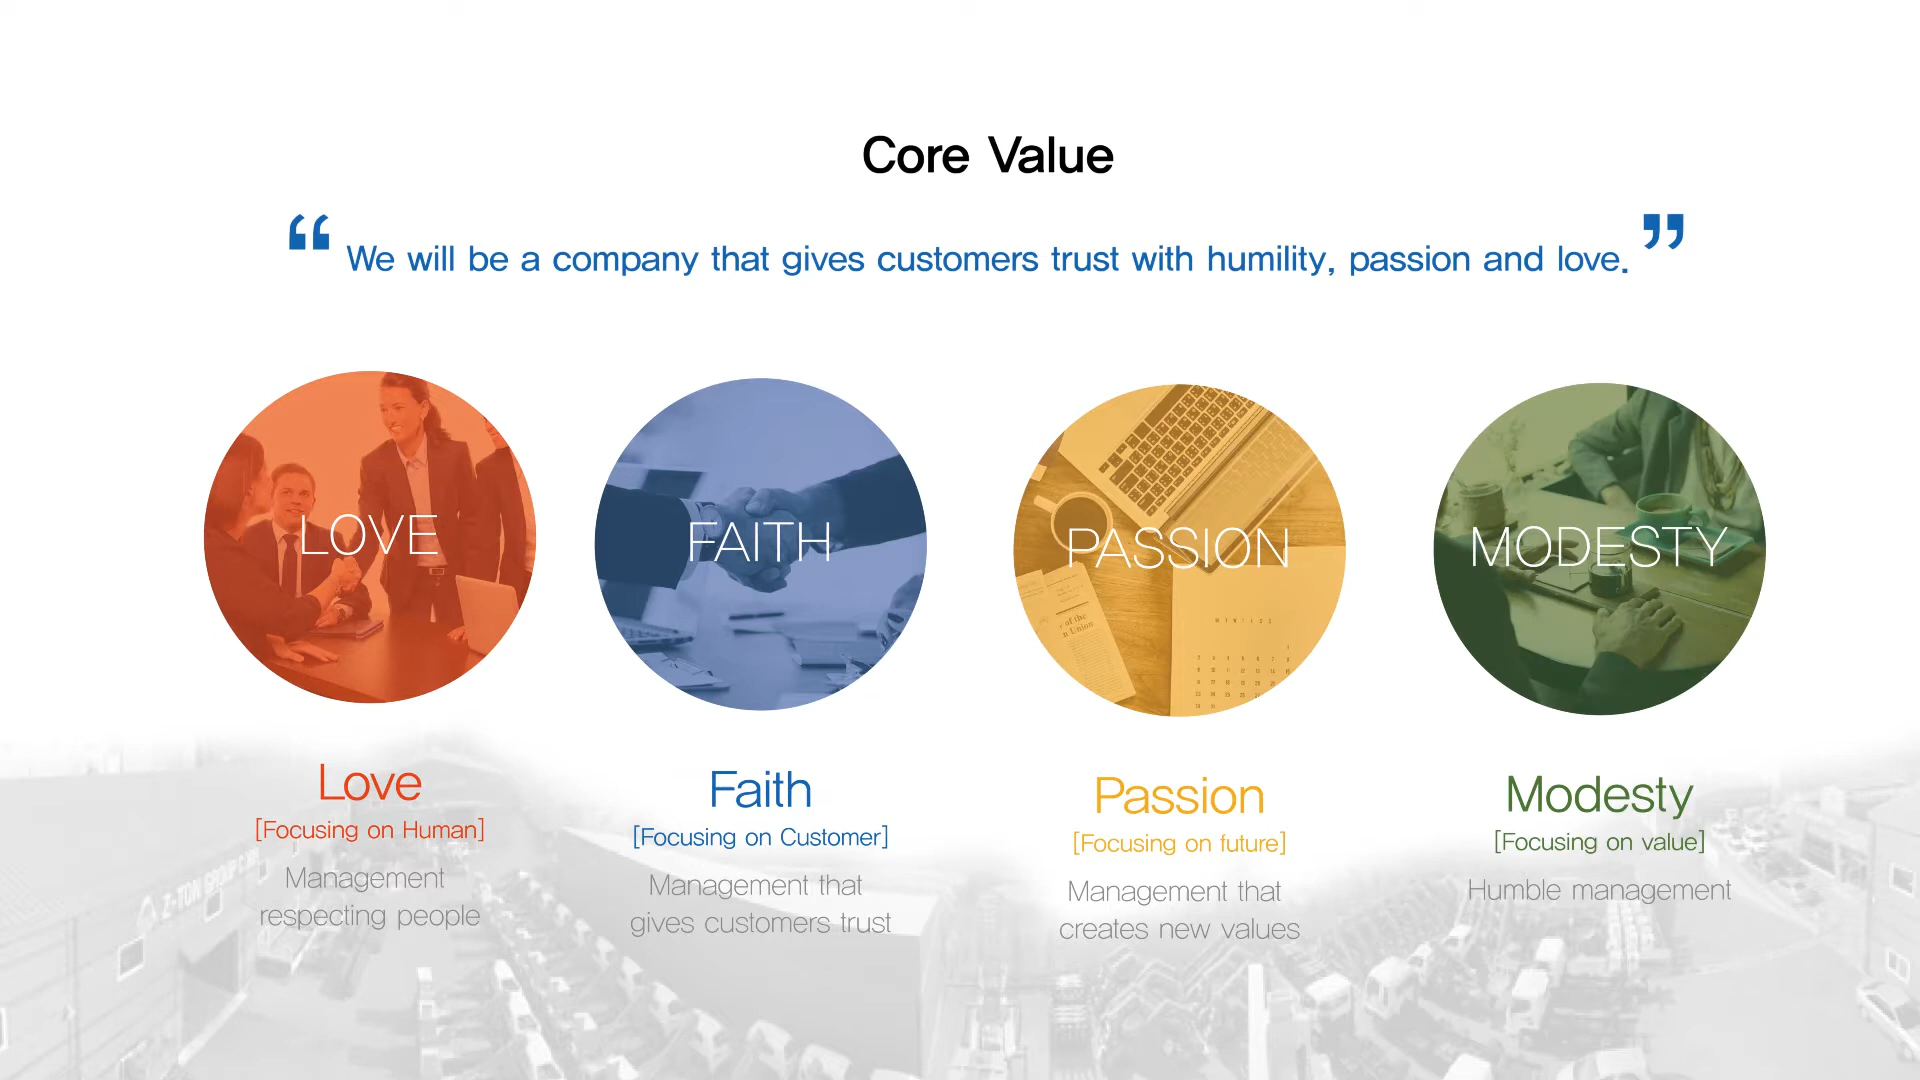 Core Value
“ We will be a company that gives customers trust with humility, passion and love. ”
LOVE
FAITH
PASSION
MODESTY
Love
[Focusing on Human]
Management
respecting people
Faith
[Focusing on Customer]
Management that
gives customers trust
Passion
[Focusing on future]
Management that
creates new values
Modesty
[Focusing on value]
Humble management
Z-TON GROUP